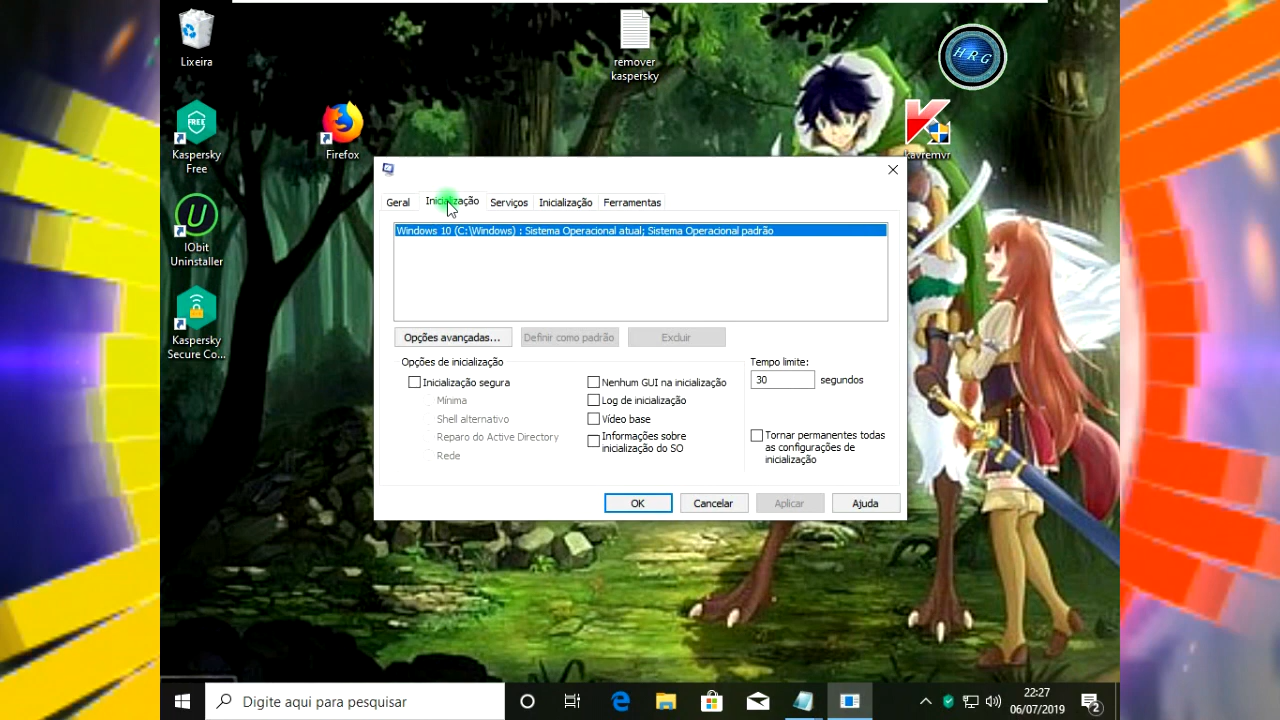 Lixeira
remover
kaspersky
HRG
Kaspersky
Free
Firefox
kavremvr
IObit
Uninstaller
Kaspersky
Secure Co...
Geral
Inicialização
Serviços
Inicialização
Ferramentas
Windows 10 (C:\Windows) : Sistema Operacional atual; Sistema Operacional padrão
Opções avançadas...
Definir como padrão
Excluir
Opções de inicialização
Inicialização segura
Mínima
Shell alternativo
Reparo do Active Directory
Rede
Nenhum GUI na inicialização
Log de inicialização
Vídeo base
Informações sobre
inicialização do SO
Tempo limite:
30 segundos
Tornar permanentes todas
as configurações de
inicialização
OK
Cancelar
Aplicar
Ajuda
Digite aqui para pesquisar
22:27
06/07/2019
2